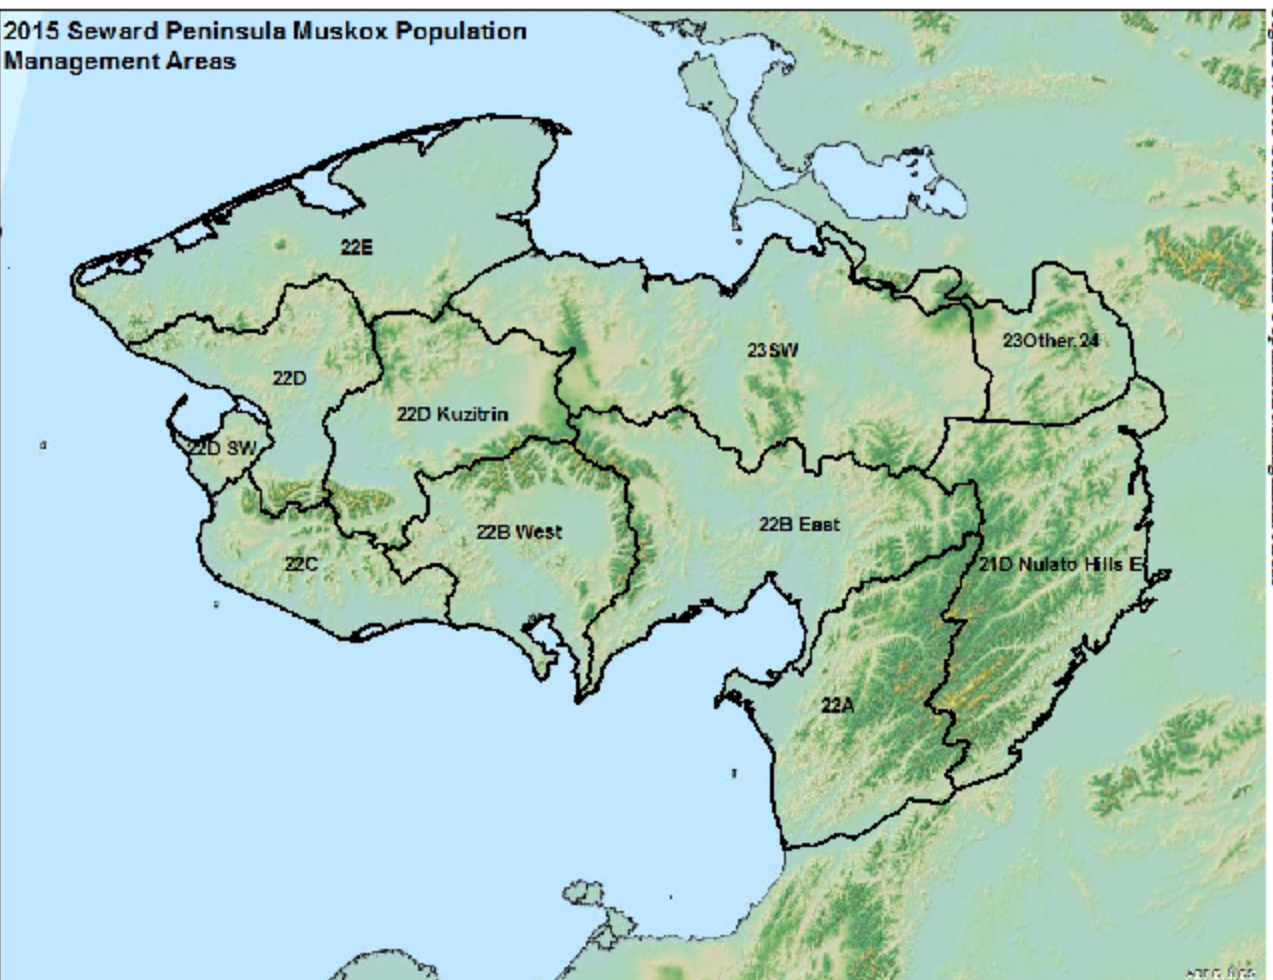 2015 Seward Peninsula Muskox Population
Management Areas
22E
23SW
23Other, 24
22D
22D Kuzitrin
22D SW
22B West
22B East
22C
21D Nulato Hills E
22A